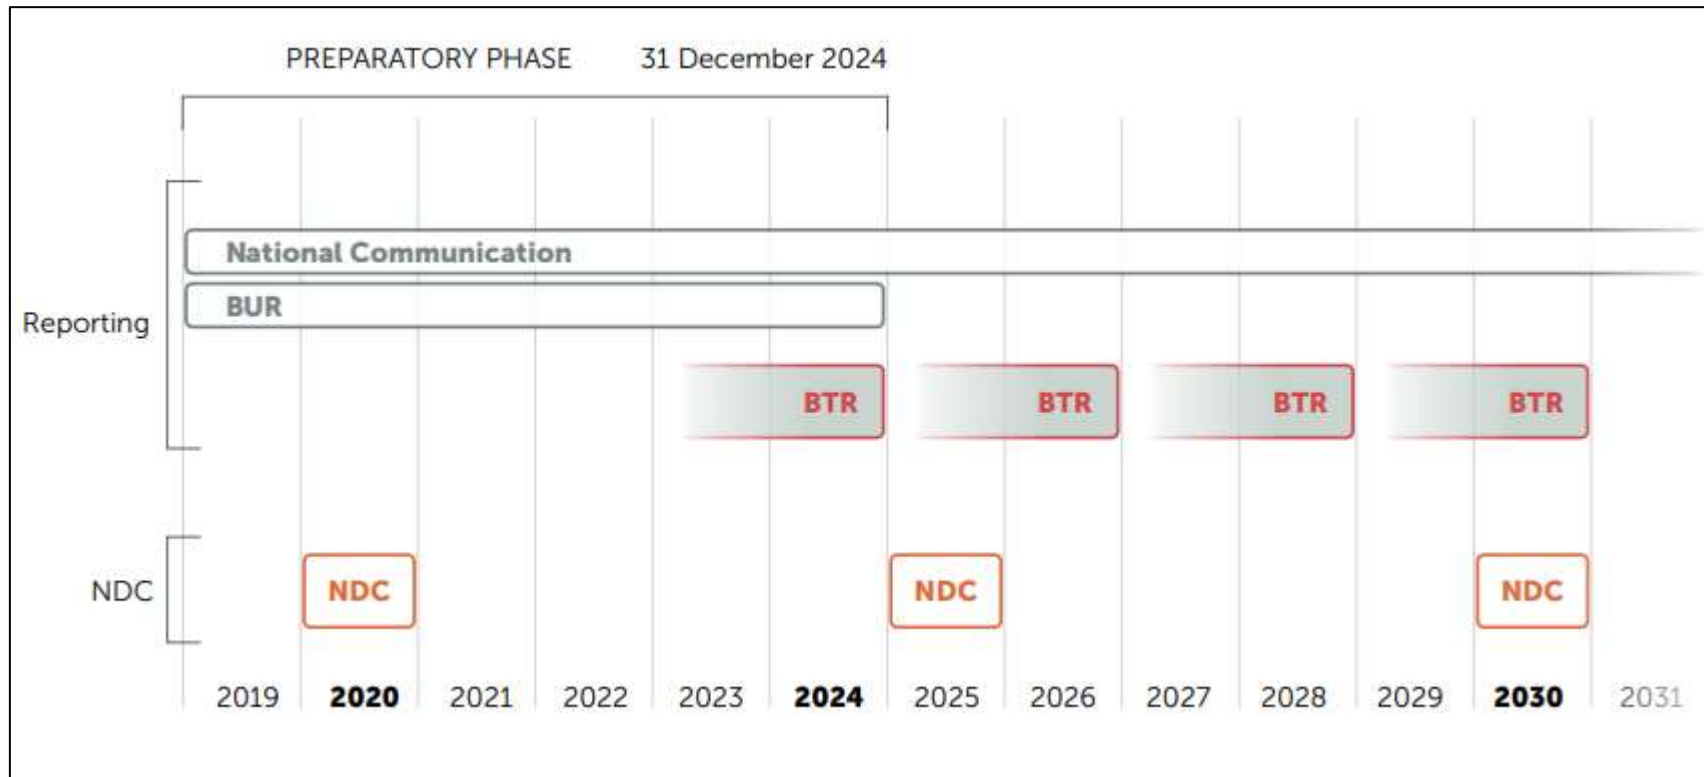 PREPARATORY PHASE 31 December 2024
National Communication
BUR
Reporting
BTR BTR BTR BTR
NDC NDC NDC NDC
2019 2020 2021 2022 2023 2024 2025 2026 2027 2028 2029 2030 2031